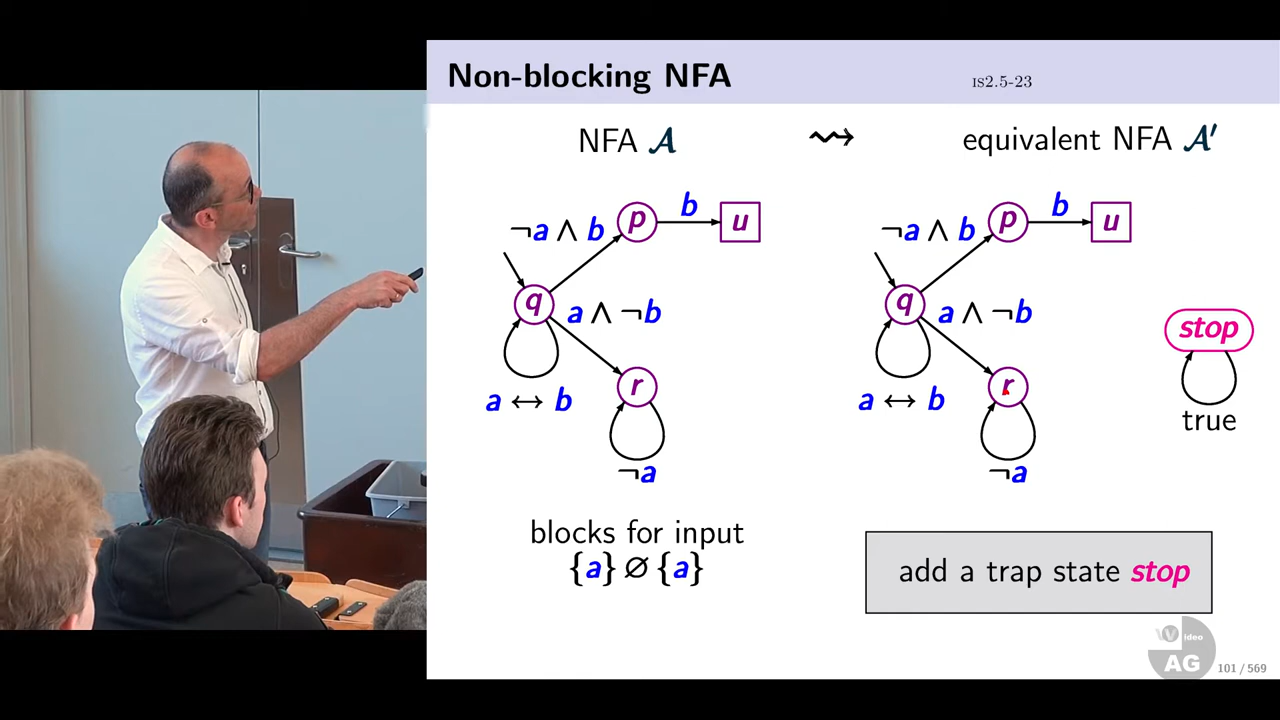 Non-blocking NFA
IS2.5-23
NFA 𝒜 ⇝ equivalent NFA 𝒜′
¬a ∧ b
p
b
u
q
a ∧ ¬b
a ↔ b
r
¬a
blocks for input
{a} ∅ {a}
¬a ∧ b
p
b
u
q
a ∧ ¬b
a ↔ b
r
¬a
stop
true
add a trap state stop
Video
AG
101 / 569